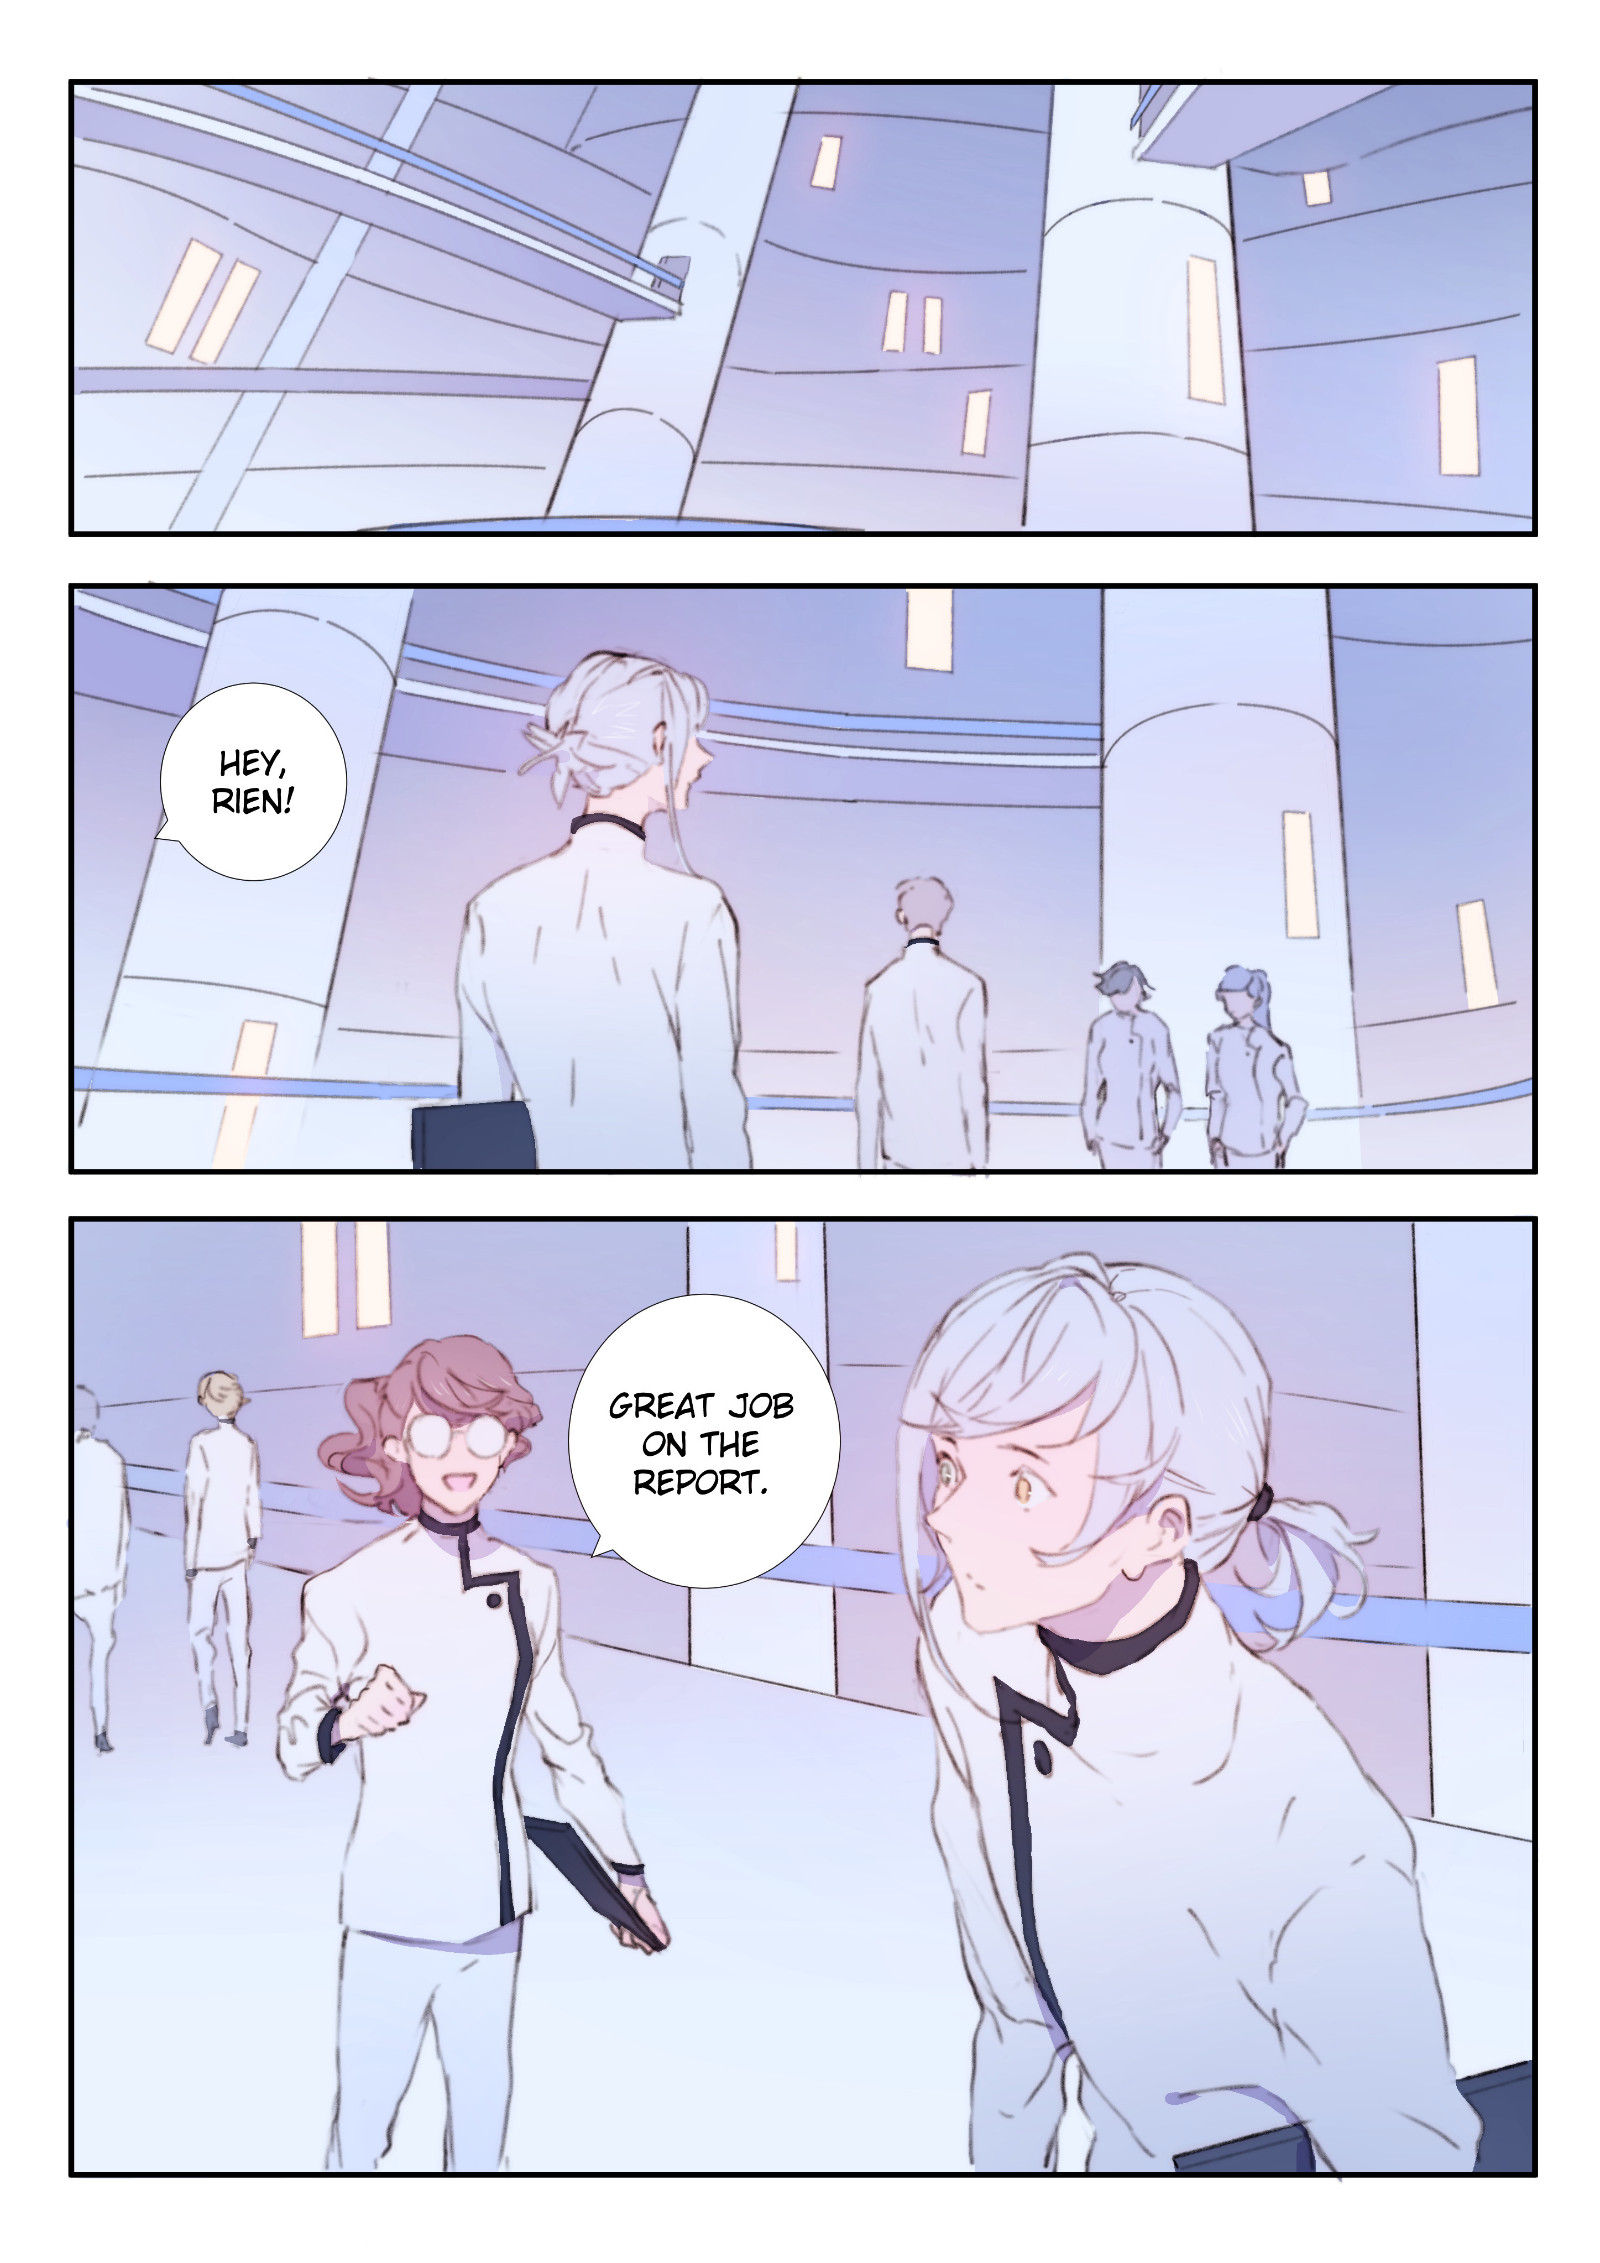 HEY,
RIEN!
GREAT JOB
ON THE
REPORT.